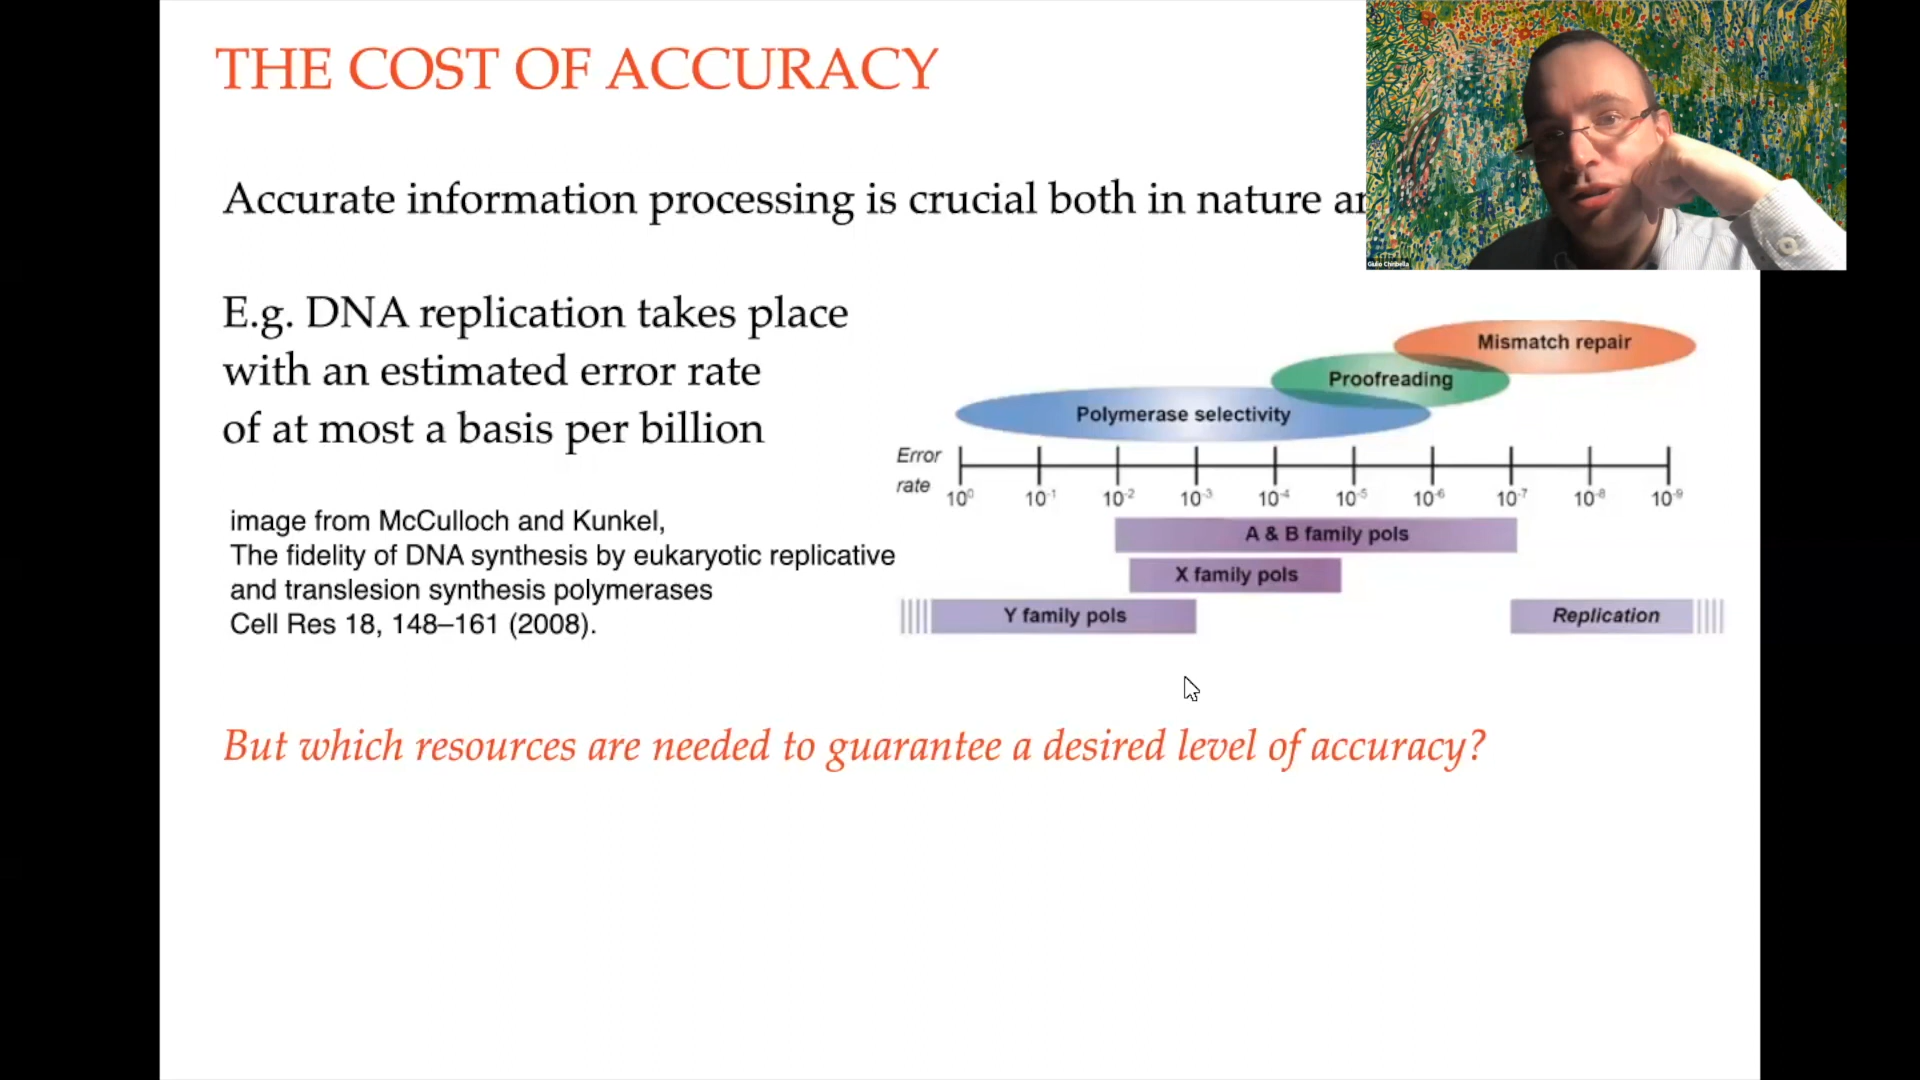 THE COST OF ACCURACY
Accurate information processing is crucial both in nature
E.g. DNA replication takes place
with an estimated error rate
of at most a basis per billion
image from McCulloch and Kunkel,
The fidelity of DNA synthesis by eukaryotic replicative
and translesion synthesis polymerases
Cell Res 18, 148–161 (2008).
Mismatch repair
Proofreading
Polymerase selectivity
Error
rate
10⁰ 10⁻¹ 10⁻² 10⁻³ 10⁻⁴ 10⁻⁵ 10⁻⁶ 10⁻⁷ 10⁻⁸ 10⁻⁹
A & B family pols
X family pols
Y family pols
Replication
But which resources are needed to guarantee a desired level of accuracy?
Giulio Chiribella